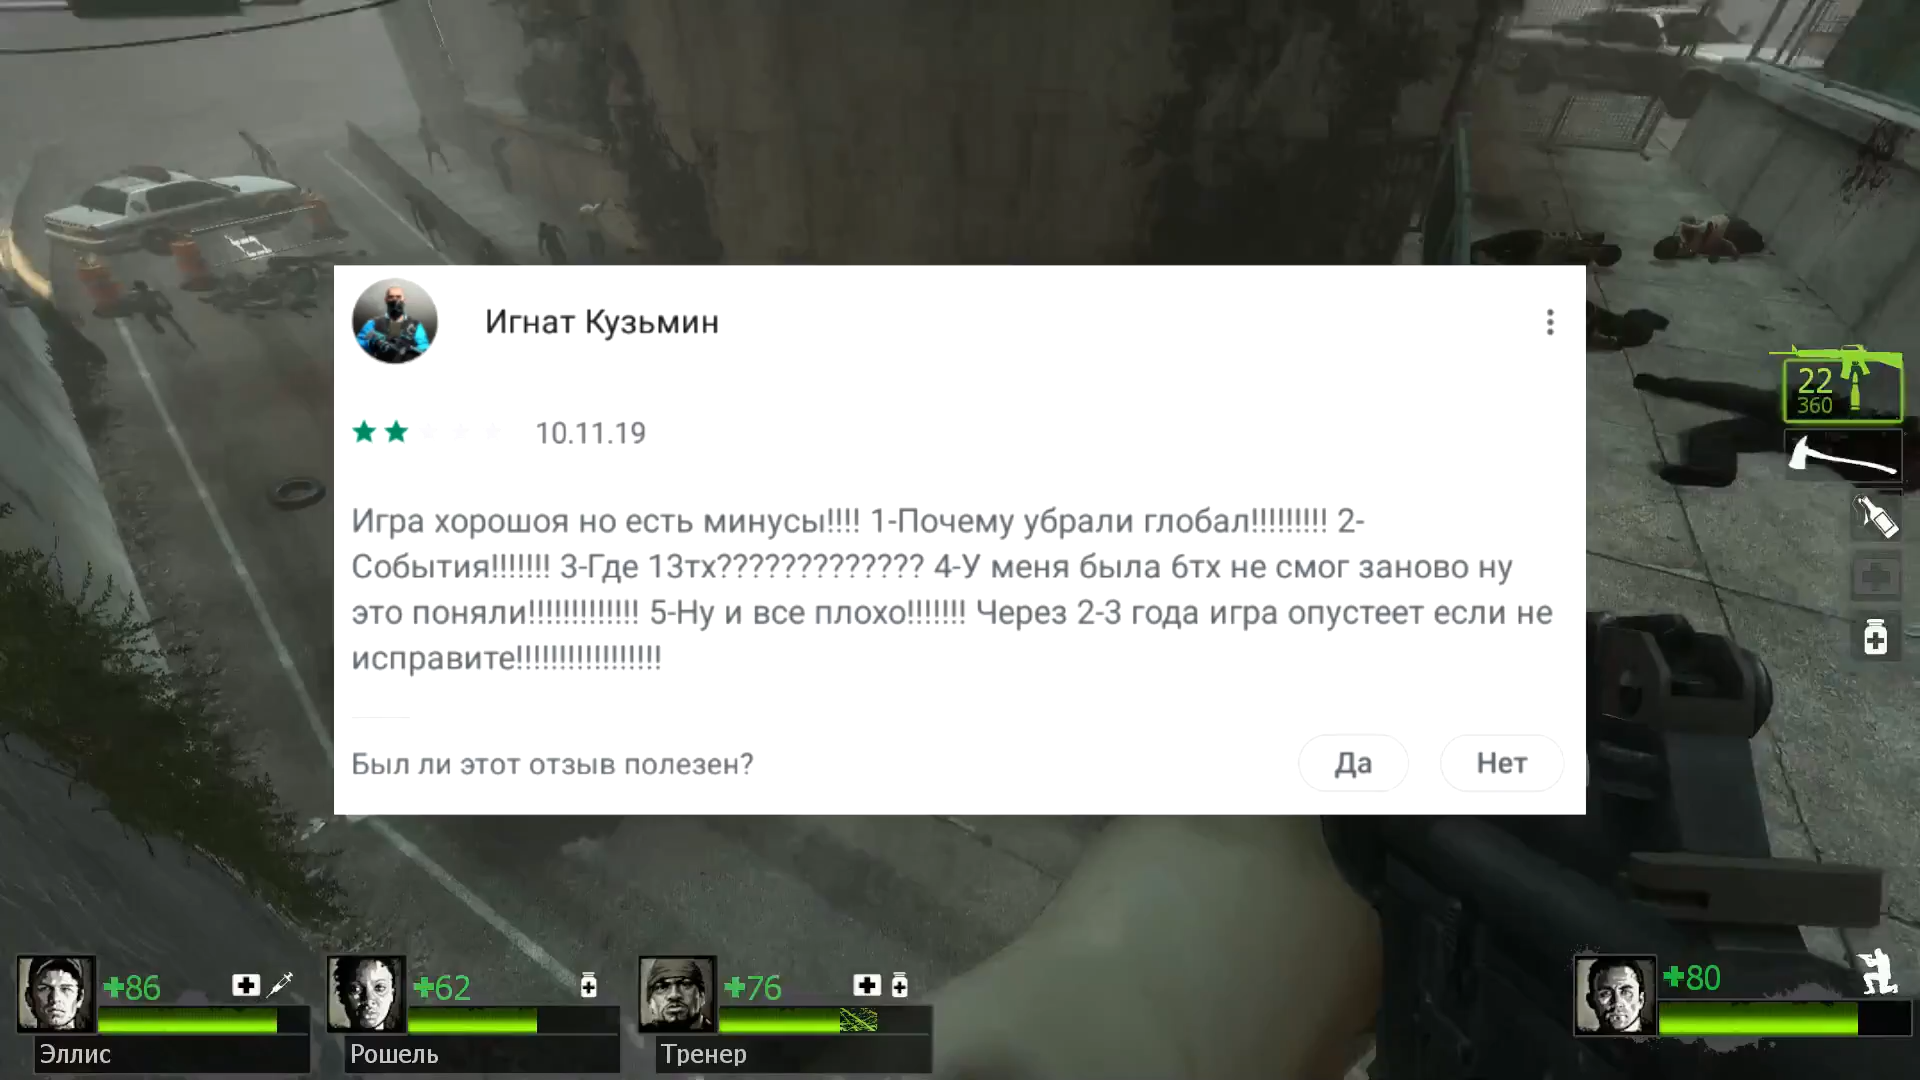 Игнат Кузьмин
10.11.19
Игра хорошоя но есть минусы!!!! 1-Почему убрали глобал!!!!!!!!! 2-
События!!!!!!! 3-Где 13тх????????????? 4-У меня была 6тх не смог заново ну
это поняли!!!!!!!!!!!!! 5-Ну и все плохо!!!!!!! Через 2-3 года игра опустеет если не
исправите!!!!!!!!!!!!!!!!!
Был ли этот отзыв полезен?
Да
Нет
22
360
+86
Эллис
+62
Рошель
+76
Тренер
+80